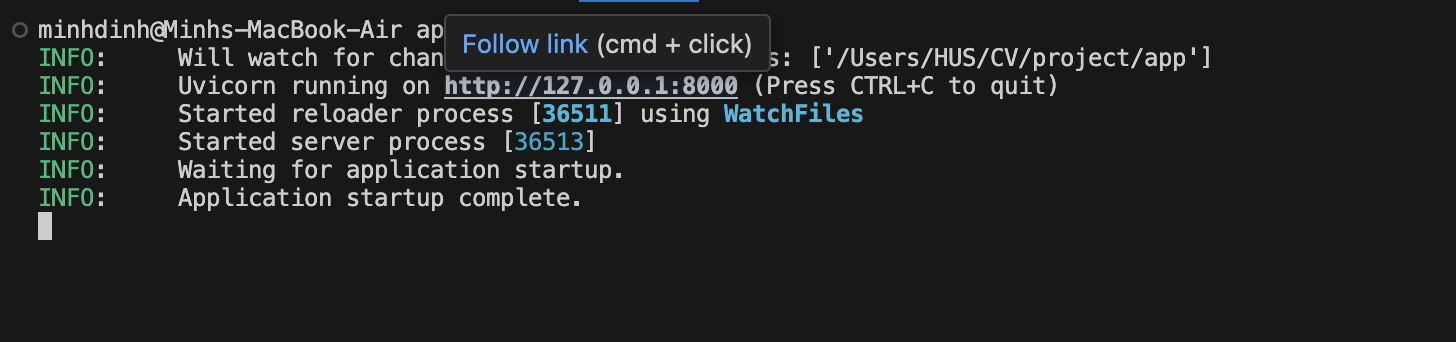 minhdinh@Minhs-MacBook-Air ap
Follow link (cmd + click)
INFO: Will watch for chan s: ['/Users/HUS/CV/project/app']
INFO: Uvicorn running on http://127.0.0.1:8000 (Press CTRL+C to quit)
INFO: Started reloader process [36511] using WatchFiles
INFO: Started server process [36513]
INFO: Waiting for application startup.
INFO: Application startup complete.